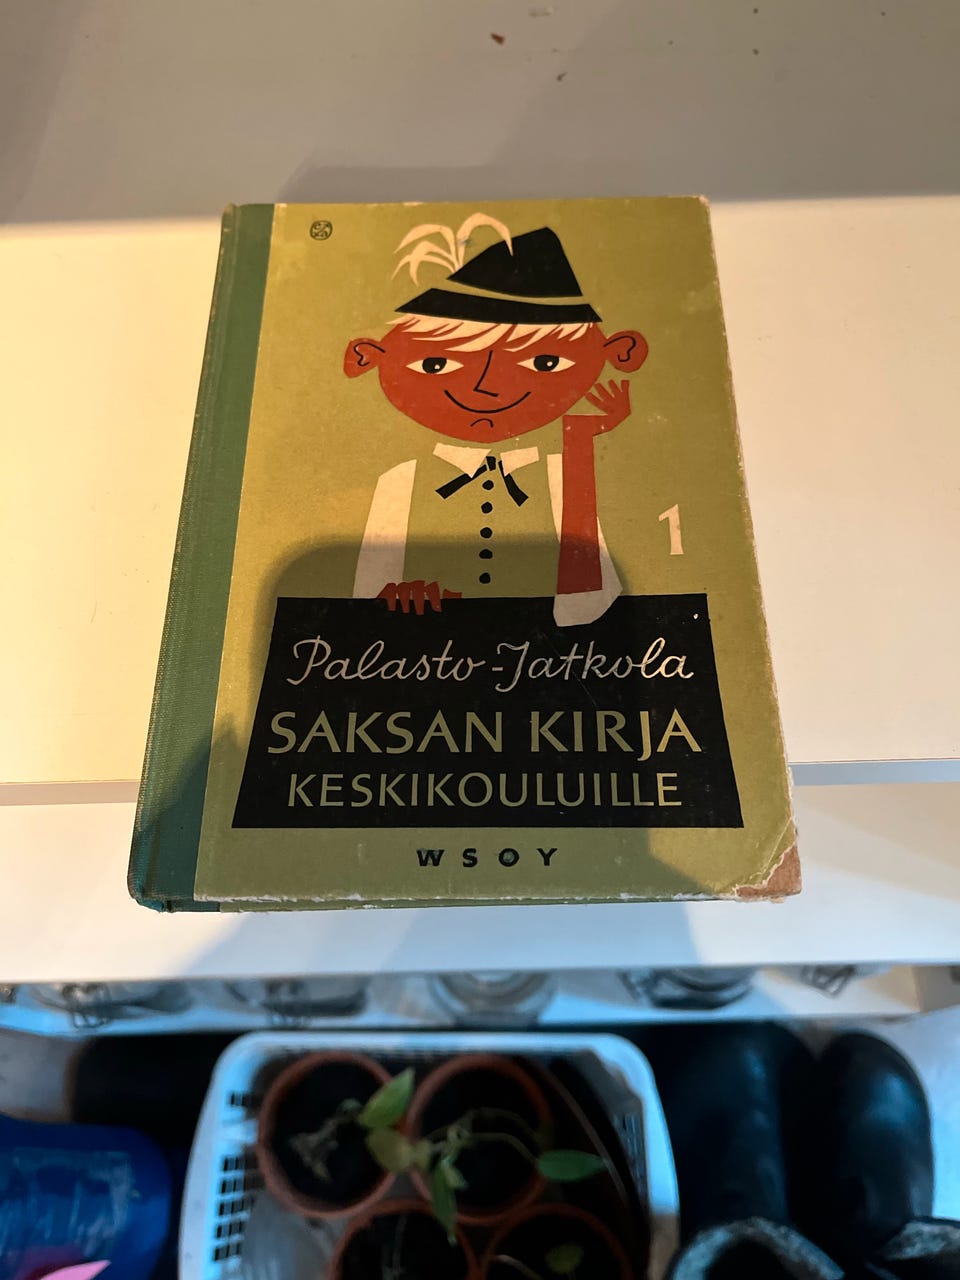 1
Palasto-Jatkola
SAKSAN KIRJA
KESKIKOULUILLE
WSOY